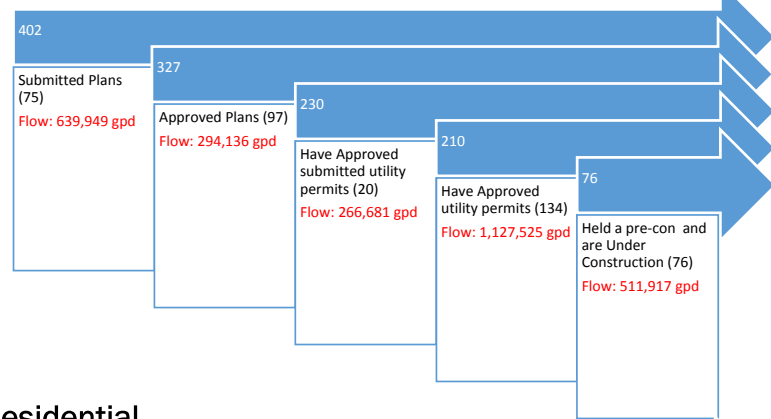 402
Submitted Plans
(75)
Flow: 639,949 gpd
327
Approved Plans (97)
Flow: 294,136 gpd
230
Have Approved
submitted utility
permits (20)
Flow: 266,681 gpd
210
Have Approved
utility permits (134)
Flow: 1,127,525 gpd
76
Held a pre-con and
are Under
Construction (76)
Flow: 511,917 gpd
esidential